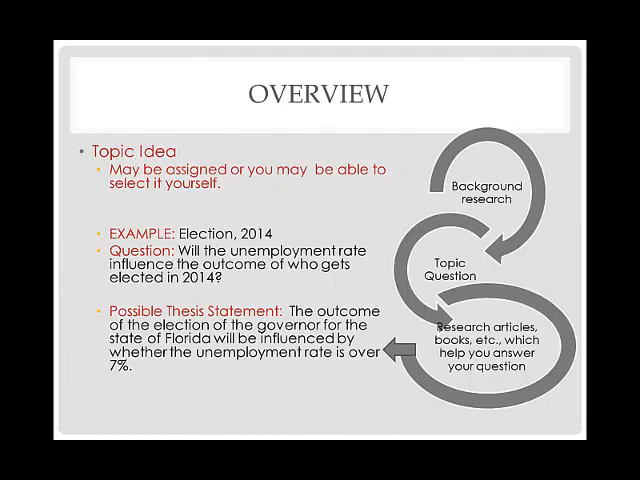 OVERVIEW
• Topic Idea
• May be assigned or you may be able to
select it yourself.
• EXAMPLE: Election, 2014
• Question: Will the unemployment rate
influence the outcome of who gets
elected in 2014?
• Possible Thesis Statement: The outcome
of the election of the governor for the
state of Florida will be influenced by
whether the unemployment rate is over
7%.
Background
research
Topic
Question
Research articles,
books, etc., which
help you answer
your question